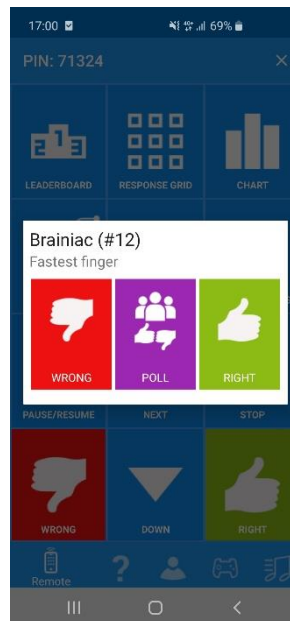 17:00 69%
PIN: 71324
LEADERBOARD RESPONSE GRID CHART
Brainiac (#12)
Fastest finger
WRONG POLL RIGHT
PAUSE/RESUME NEXT STOP
WRONG DOWN RIGHT
Remote